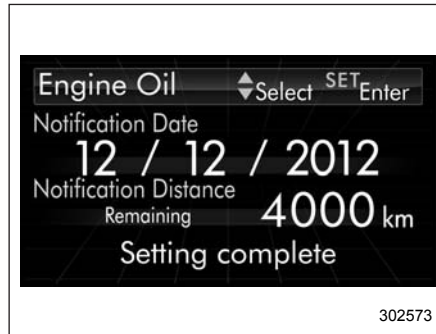 Engine Oil Select SET Enter
Notification Date
12 / 12 / 2012
Notification Distance
Remaining 4000 km
Setting complete
302573